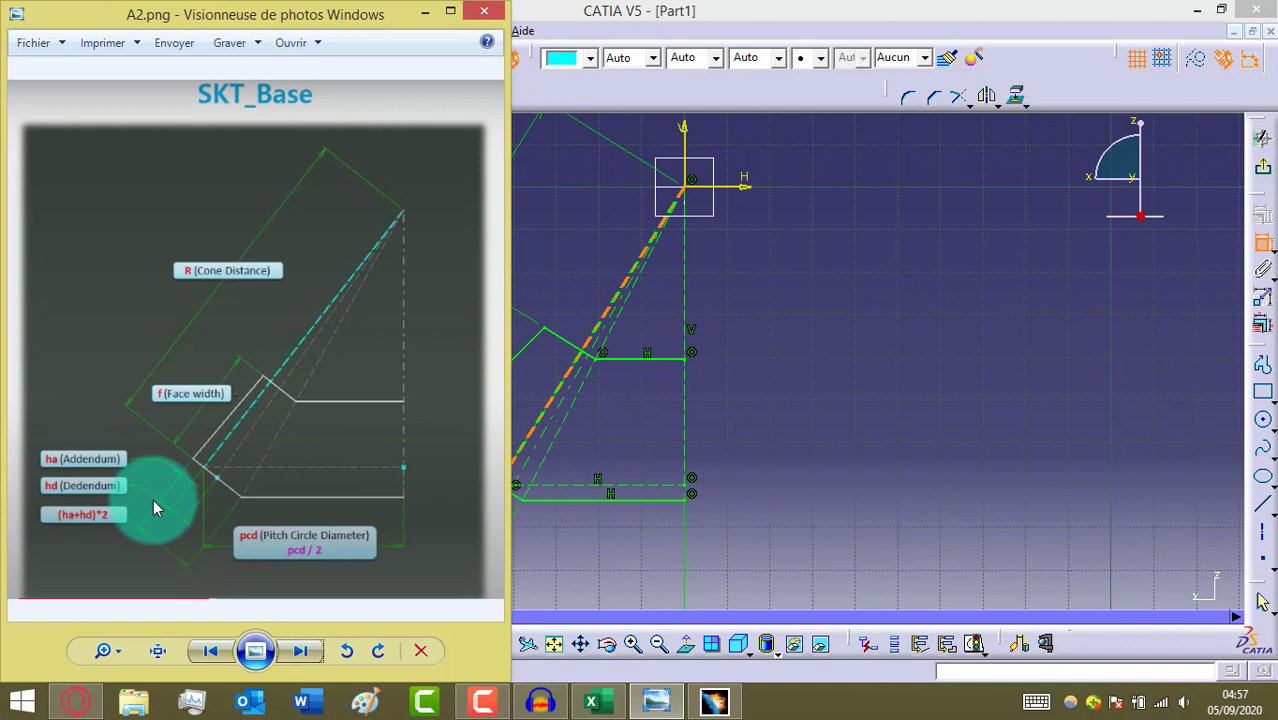 A2.png - Visionneuse de photos Windows
CATIA V5 - [Part1]
Fichier Imprimer Envoyer Graver Ouvrir
Aide
Auto Auto Auto Aut Aucun
SKT_Base
R (Cone Distance)
f (Face width)
ha (Addendum)
hd (Dedendum)
(ha+hd)*2
pcd (Pitch Circle Diameter)
pcd / 2
V
H
V
H
H
H
z
x
y
z
x
CATIA
04:57
05/09/2020